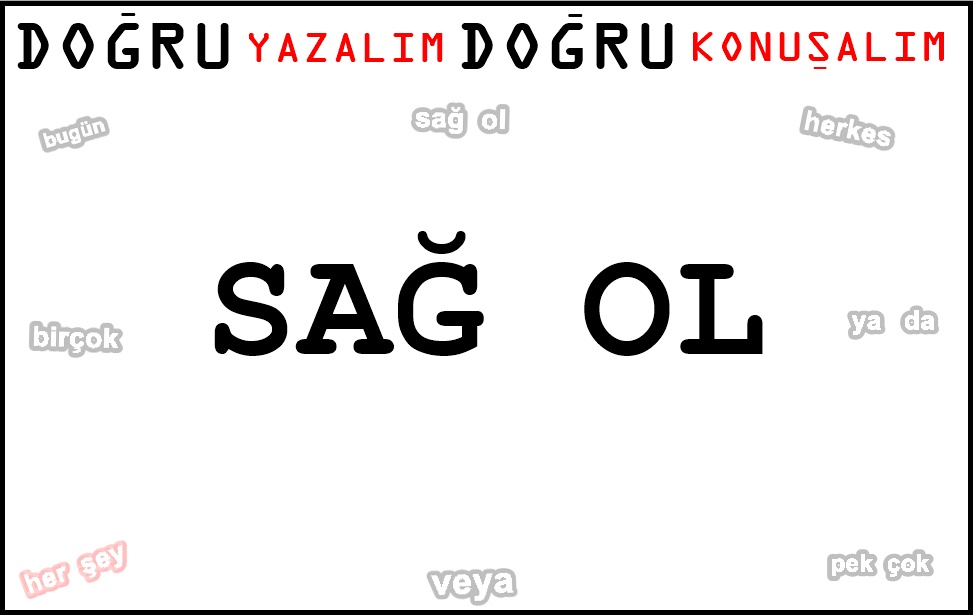 DOĞRU YAZALIM DOĞRU KONUŞALIM
bugün sağ ol herkes
SAĞ OL
birçok ya da
her şey veya pek çok